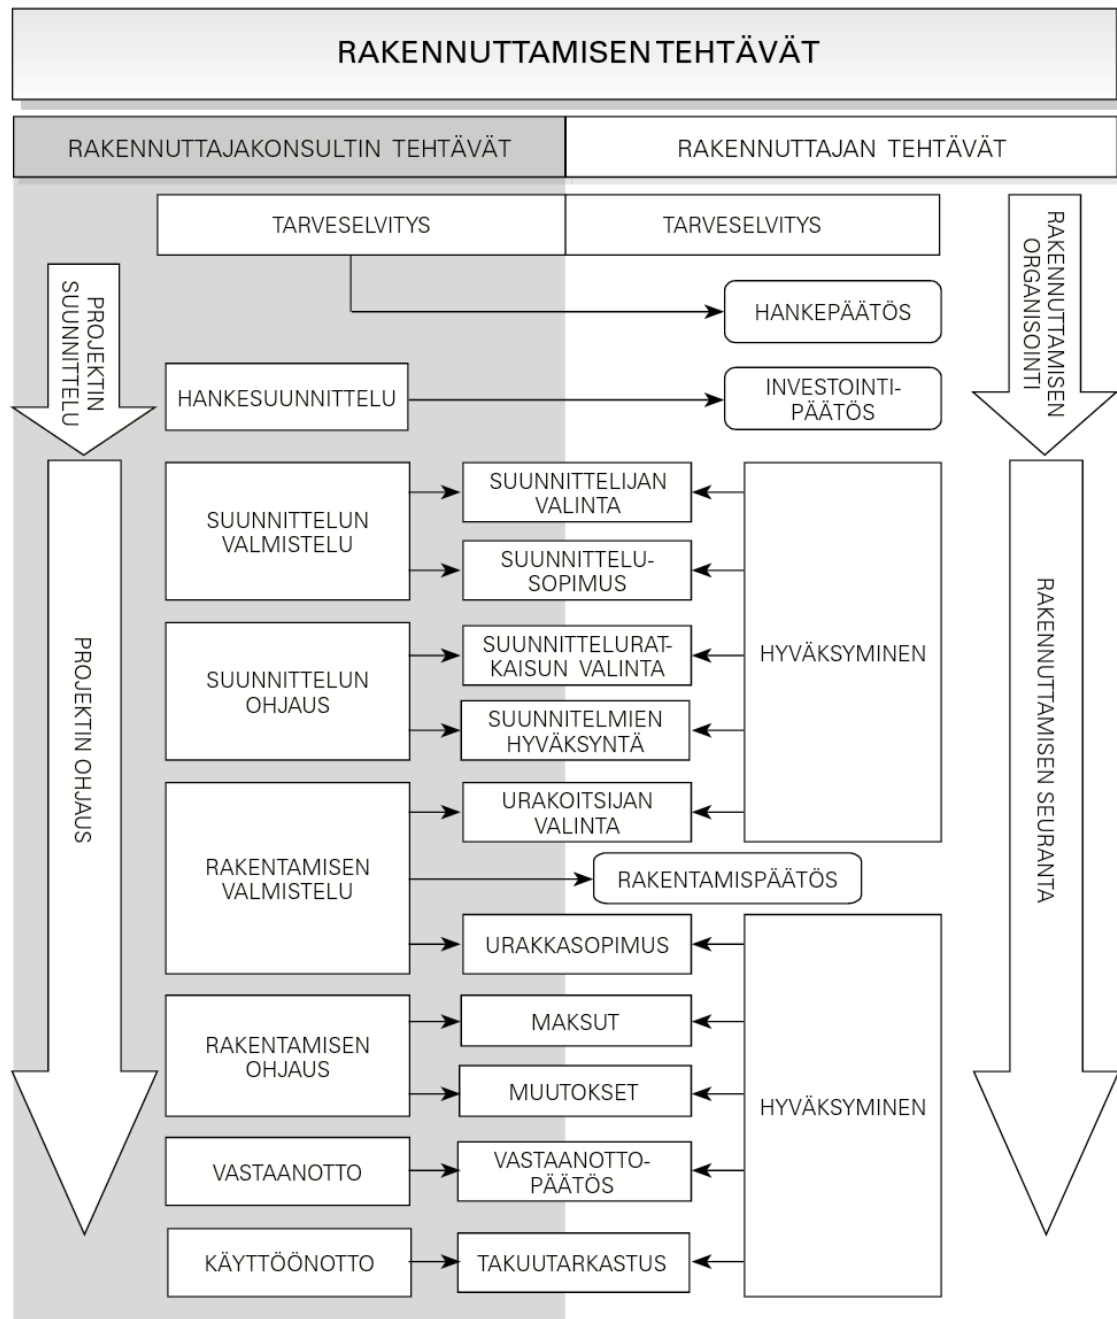 RAKENNUTTAMISEN TEHTÄVÄT
RAKENNUTTAJAKONSULTIN TEHTÄVÄT
RAKENNUTTAJAN TEHTÄVÄT
TARVESELVITYS
TARVESELVITYS
PROJEKTIN
SUUNNITTELU
HANKEPÄÄTÖS
RAKENNUTTAMISEN
ORGANISOINTI
HANKESUUNNITTELU
INVESTOINTI-
PÄÄTÖS
PROJEKTIN OHJAUS
SUUNNITTELUN
VALMISTELU
SUUNNITTELIJAN
VALINTA
SUUNNITTELU-
SOPIMUS
HYVÄKSYMINEN
RAKENNUTTAMISEN SEURANTA
SUUNNITTELUN
OHJAUS
SUUNNITTELURAT-
KAISUN VALINTA
SUUNNITELMIEN
HYVÄKSYNTÄ
RAKENTAMISEN
VALMISTELU
URAKOITSIJAN
VALINTA
RAKENTAMISPÄÄTÖS
URAKKASOPIMUS
RAKENTAMISEN
OHJAUS
MAKSUT
MUUTOKSET
HYVÄKSYMINEN
VASTAANOTTO
VASTAANOTTO-
PÄÄTÖS
KÄYTTÖÖNOTTO
TAKUUTARKASTUS